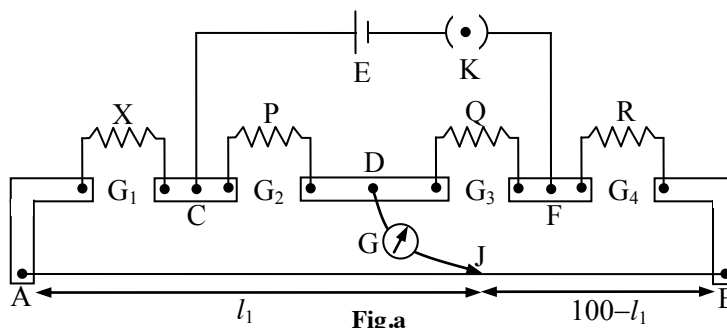 E K
X P Q R
D
G₁ G₂ G₃ G₄
C F
G J
A B
l₁ 100–l₁
Fig.a